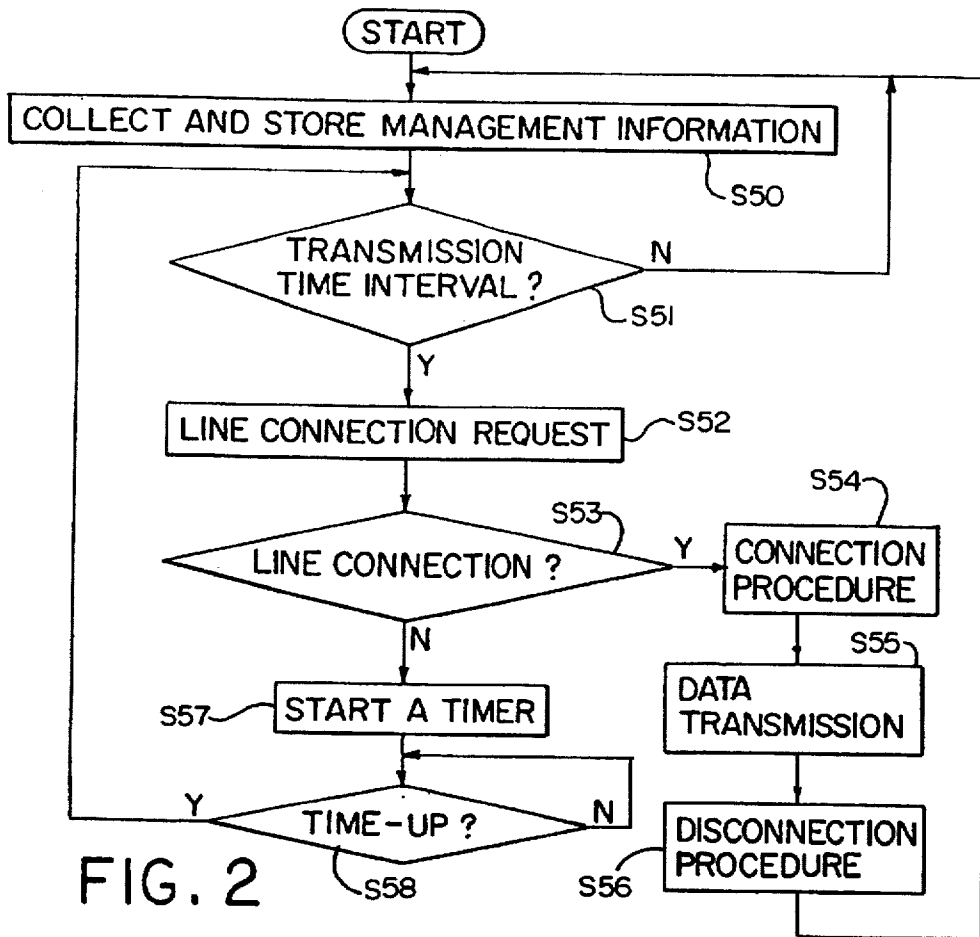 START
COLLECT AND STORE MANAGEMENT INFORMATION
S50
TRANSMISSION
TIME INTERVAL ?
N
S51
Y
LINE CONNECTION REQUEST
S52
S53
LINE CONNECTION ?
Y
S54
CONNECTION
PROCEDURE
N
S55
DATA
TRANSMISSION
S57
START A TIMER
Y
TIME-UP ?
N
S58
S56
DISCONNECTION
PROCEDURE
FIG. 2